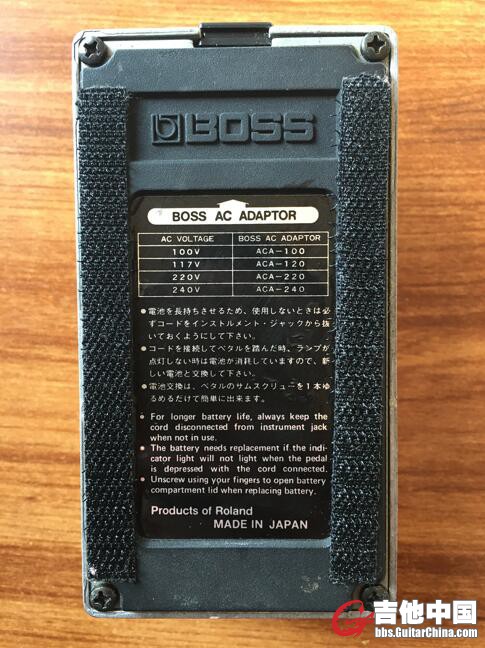 BOSS
BOSS AC ADAPTOR
AC VOLTAGE BOSS AC ADAPTOR
100V ACA-100
117V ACA-120
220V ACA-220
240V ACA-240
●電池を長持ちさせるため、使用しないときは必
ずコードをインストルメント・ジャックから抜
いておくようにして下さい。
●コードを接続してペタルを踏んだ時、ランプが
点灯しない時は電池が消耗していますので、新
しい電池と交換して下さい。
●電池交換は、ペタルのサムスクリューを1本ゆ
るめるだけで簡単に出来ます。
• For longer battery life, always keep the
cord disconnected from instrument jack
when not in use.
● The battery needs replacement if the indi-
cator light will not light when the pedal
is depressed with the cord connected.
• Unscrew using your fingers to open battery
compartment lid when replacing battery.
Products of Roland
MADE IN JAPAN
吉他中国
bbs.GuitarChina.com